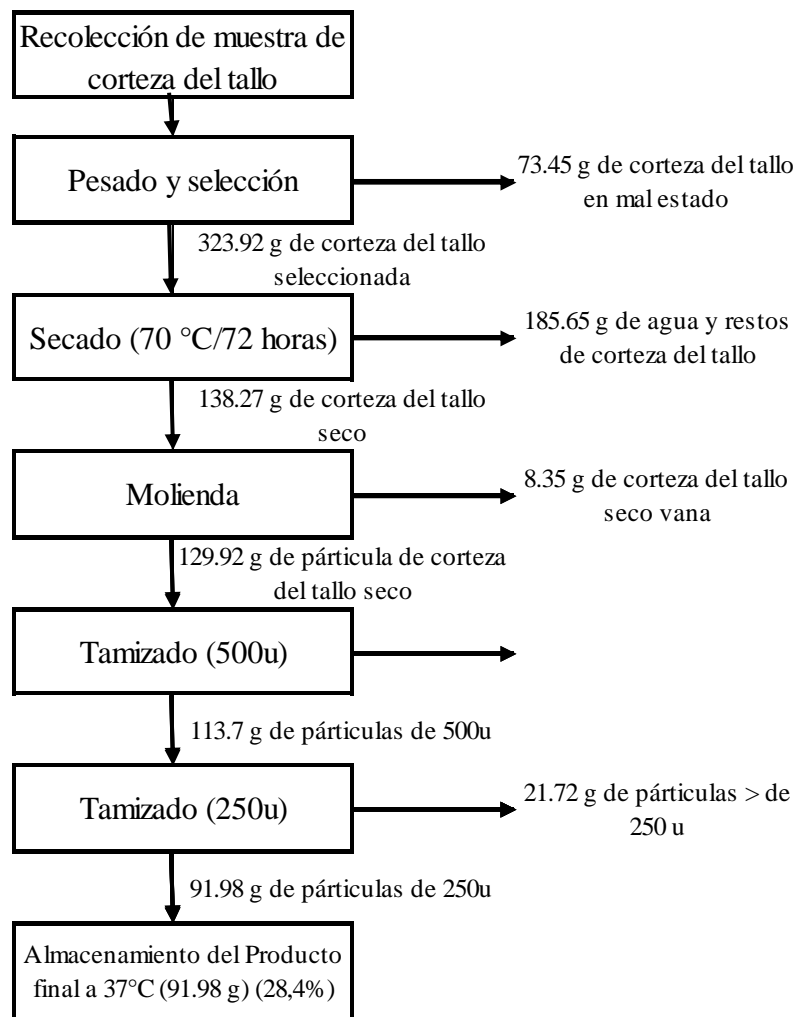 Recolección de muestra de
corteza del tallo
Pesado y selección
73.45 g de corteza del tallo
en mal estado
323.92 g de corteza del tallo
seleccionada
Secado (70 °C/72 horas)
185.65 g de agua y restos
de corteza del tallo
138.27 g de corteza del tallo
seco
Molienda
8.35 g de corteza del tallo
seco vana
129.92 g de párticula de corteza
del tallo seco
Tamizado (500u)
113.7 g de párticulas de 500u
Tamizado (250u)
21.72 g de párticulas > de
250 u
91.98 g de párticulas de 250u
Almacenamiento del Producto
final a 37°C (91.98 g) (28,4%)